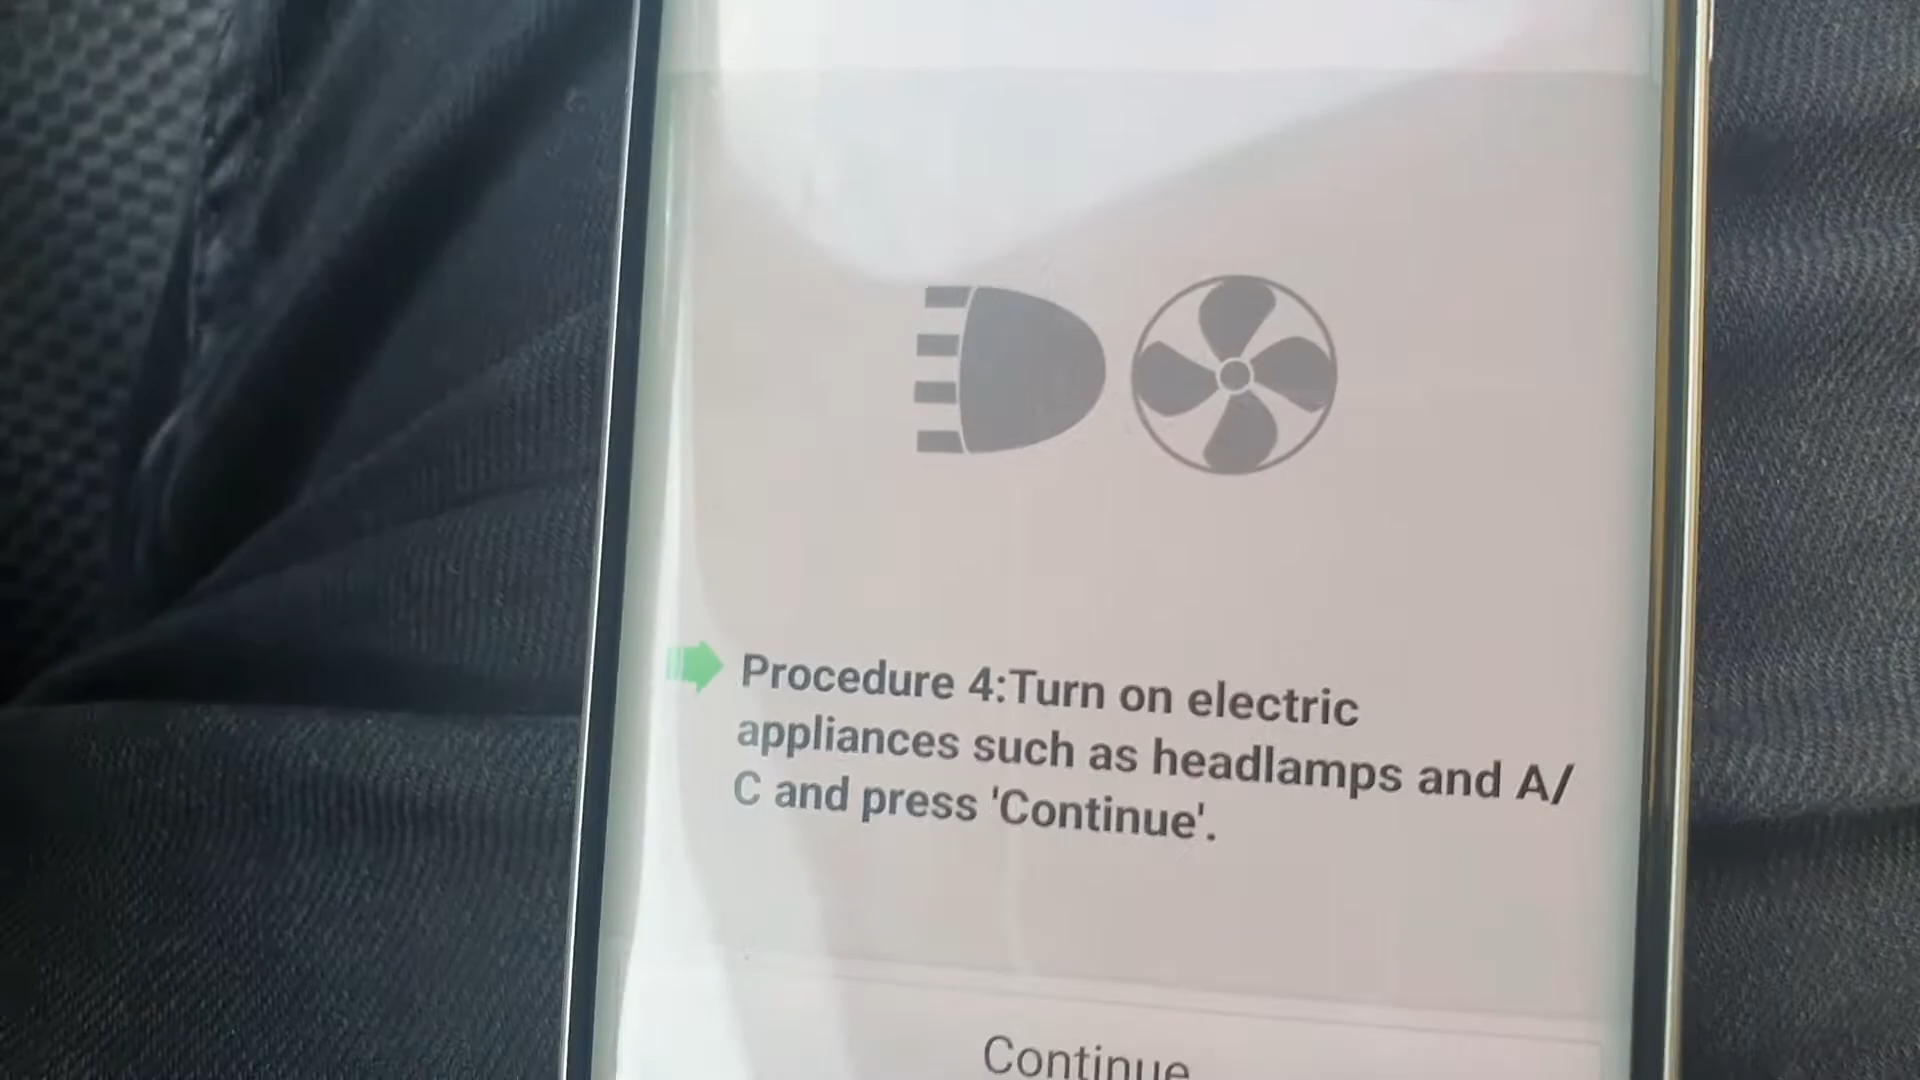 Procedure 4:Turn on electric
appliances such as headlamps and A/
C and press 'Continue'.
Continue